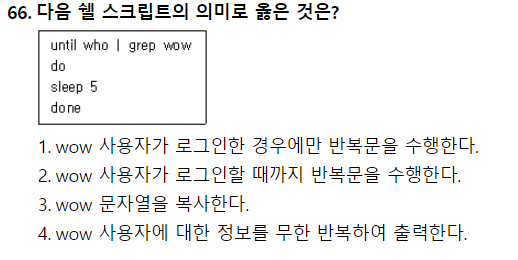 66. 다음 쉘 스크립트의 의미로 옳은 것은?
until who | grep wow
do
sleep 5
done
1. wow 사용자가 로그인한 경우에만 반복문을 수행한다.
2. wow 사용자가 로그인할 때까지 반복문을 수행한다.
3. wow 문자열을 복사한다.
4. wow 사용자에 대한 정보를 무한 반복하여 출력한다.